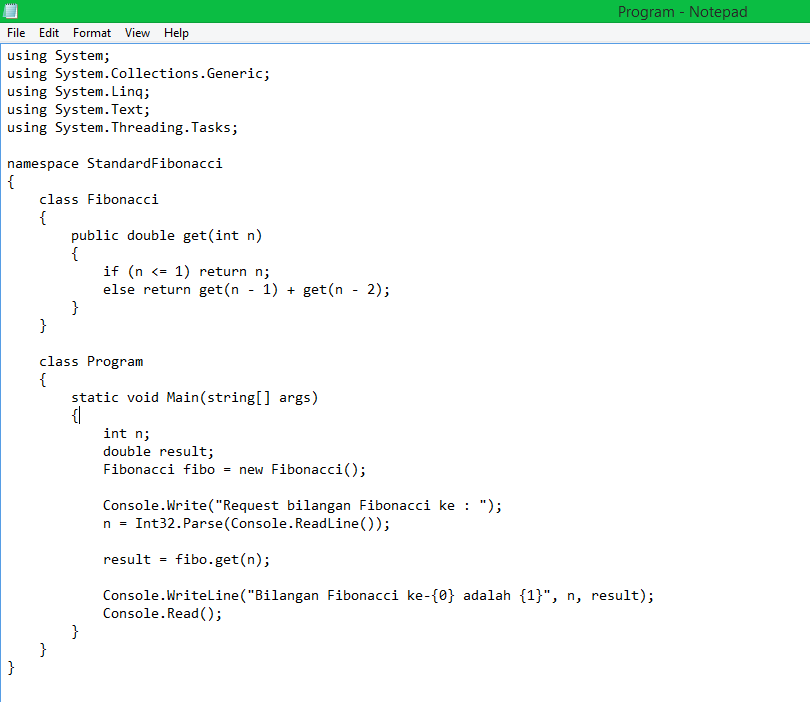 Program - Notepad
File Edit Format View Help
using System;
using System.Collections.Generic;
using System.Linq;
using System.Text;
using System.Threading.Tasks;

namespace StandardFibonacci
{
    class Fibonacci
    {
        public double get(int n)
        {
            if (n <= 1) return n;
            else return get(n - 1) + get(n - 2);
        }
    }

    class Program
    {
        static void Main(string[] args)
        {
            int n;
            double result;
            Fibonacci fibo = new Fibonacci();

            Console.Write("Request bilangan Fibonacci ke : ");
            n = Int32.Parse(Console.ReadLine());

            result = fibo.get(n);

            Console.WriteLine("Bilangan Fibonacci ke-{0} adalah {1}", n, result);
            Console.Read();
        }
    }
}